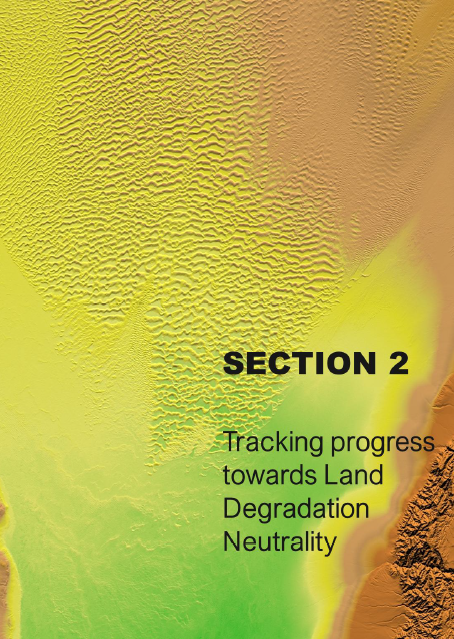 SECTION 2
Tracking progress
towards Land
Degradation
Neutrality